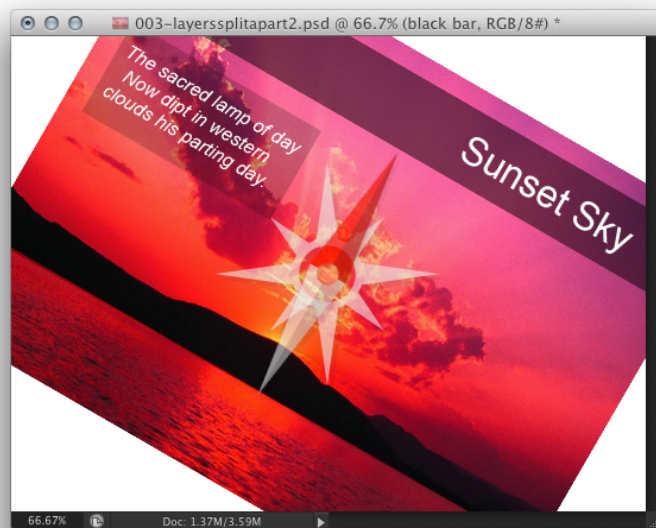 003-layerssplitapart2.psd @ 66.7% (black bar, RGB/8#) *
The sacred lamp of day
Now dipt in western
clouds his parting day.
Sunset Sky
66.67%
Doc: 1.37M/3.59M